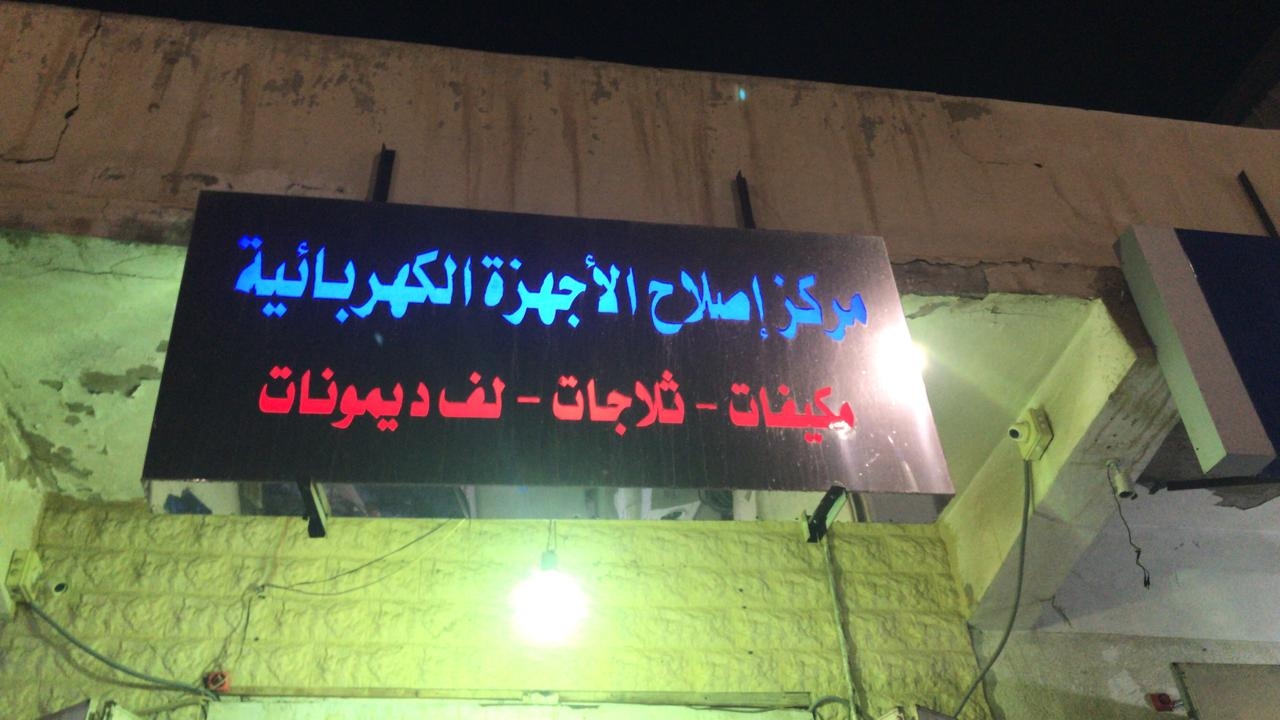 مركز إصلاح الأجهزة الكهربائية
مكيفات - ثلاجات - لف ديمونات